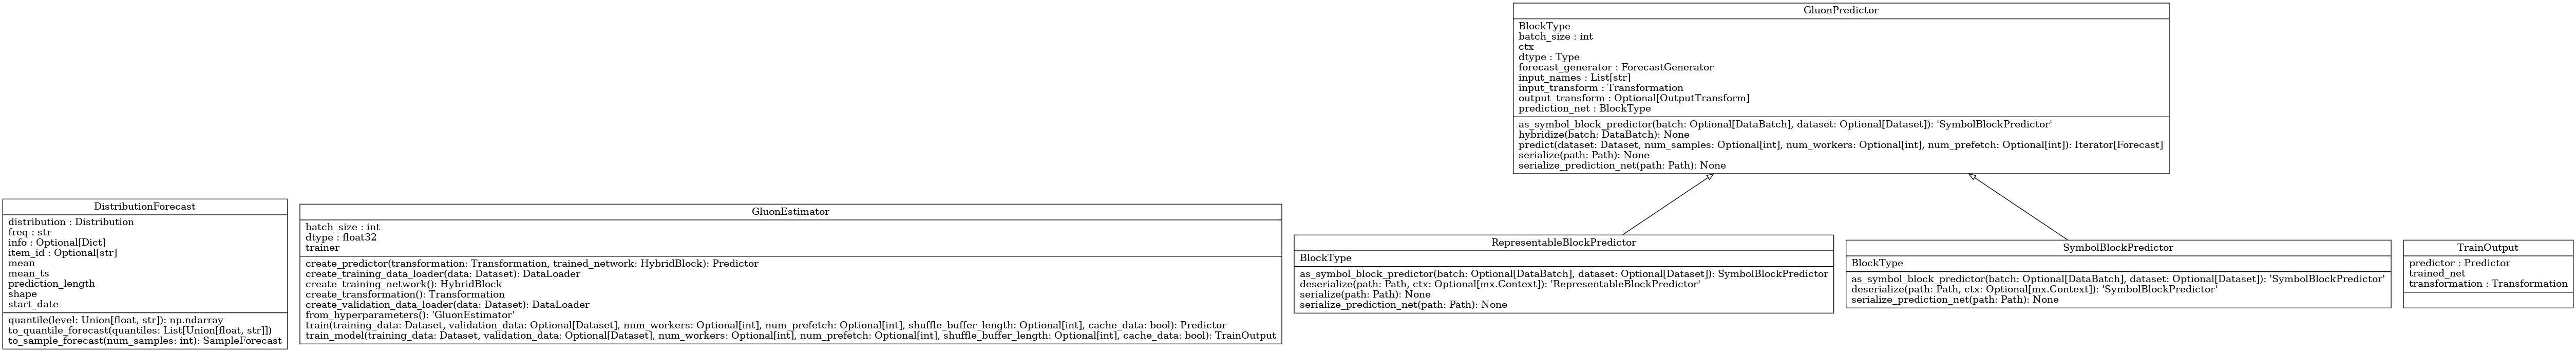 GluonPredictor
BlockType
batch_size : int
ctx
dtype : Type
forecast_generator : ForecastGenerator
input_names : List[str]
input_transform : Transformation
output_transform : Optional[OutputTransform]
prediction_net : BlockType
as_symbol_block_predictor(batch: Optional[DataBatch], dataset: Optional[Dataset]): 'SymbolBlockPredictor'
hybridize(batch: DataBatch): None
predict(dataset: Dataset, num_samples: Optional[int], num_workers: Optional[int], num_prefetch: Optional[int]): Iterator[Forecast]
serialize(path: Path): None
serialize_prediction_net(path: Path): None
DistributionForecast
distribution : Distribution
freq : str
info : Optional[Dict]
item_id : Optional[str]
mean
mean_ts
prediction_length
shape
start_date
quantile(level: Union[float, str]): np.ndarray
to_quantile_forecast(quantiles: List[Union[float, str]])
to_sample_forecast(num_samples: int): SampleForecast
GluonEstimator
batch_size : int
dtype : float32
trainer
create_predictor(transformation: Transformation, trained_network: HybridBlock): Predictor
create_training_data_loader(data: Dataset): DataLoader
create_training_network(): HybridBlock
create_transformation(): Transformation
create_validation_data_loader(data: Dataset): DataLoader
from_hyperparameters(): 'GluonEstimator'
train(training_data: Dataset, validation_data: Optional[Dataset], num_workers: Optional[int], num_prefetch: Optional[int], shuffle_buffer_length: Optional[int], cache_data: bool): Predictor
train_model(training_data: Dataset, validation_data: Optional[Dataset], num_workers: Optional[int], num_prefetch: Optional[int], shuffle_buffer_length: Optional[int], cache_data: bool): TrainOutput
RepresentableBlockPredictor
BlockType
as_symbol_block_predictor(batch: Optional[DataBatch], dataset: Optional[Dataset]): SymbolBlockPredictor
deserialize(path: Path, ctx: Optional[mx.Context]): 'RepresentableBlockPredictor'
serialize(path: Path): None
serialize_prediction_net(path: Path): None
SymbolBlockPredictor
BlockType
as_symbol_block_predictor(batch: Optional[DataBatch], dataset: Optional[Dataset]): 'SymbolBlockPredictor'
deserialize(path: Path, ctx: Optional[mx.Context]): 'SymbolBlockPredictor'
serialize_prediction_net(path: Path): None
TrainOutput
predictor : Predictor
trained_net
transformation : Transformation